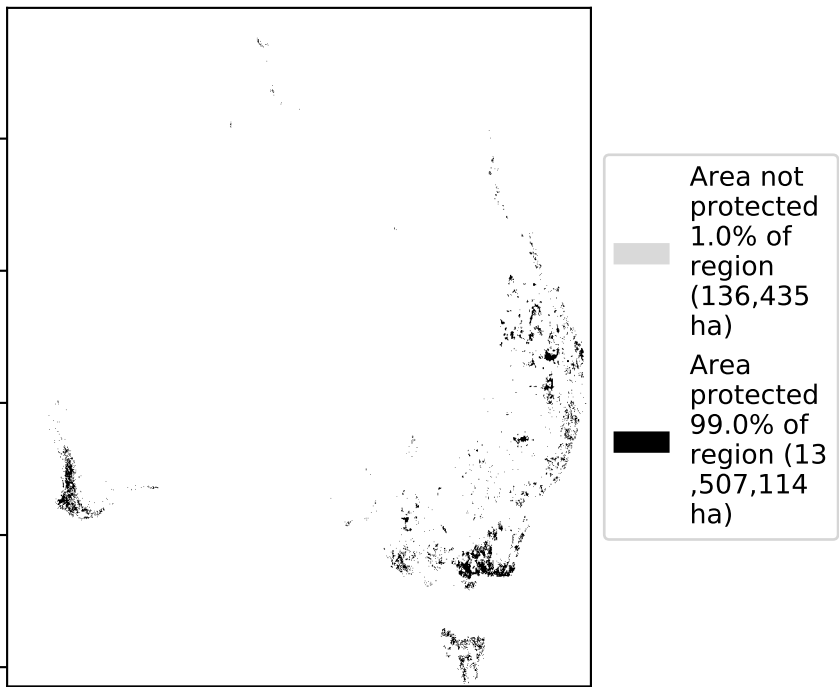 Area not
protected
1.0% of
region
(136,435
ha)
Area
protected
99.0% of
region (13
,507,114
ha)